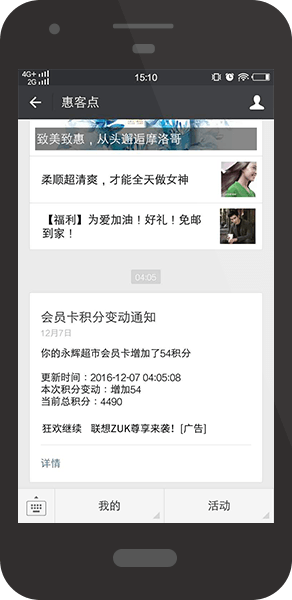 4G+
2G
15:10
惠客点
致美致惠，从头邂逅摩洛哥
柔顺超清爽，才能全天做女神
【福利】为爱加油！好礼！免邮
到家！
04:05
会员卡积分变动通知
12月7日
你的永辉超市会员卡增加了54积分
更新时间：2016-12-07 04:05:08
本次积分变动：增加54
当前总积分：4490
狂欢继续 联想ZUK尊享来袭！[广告]
详情
我的
活动